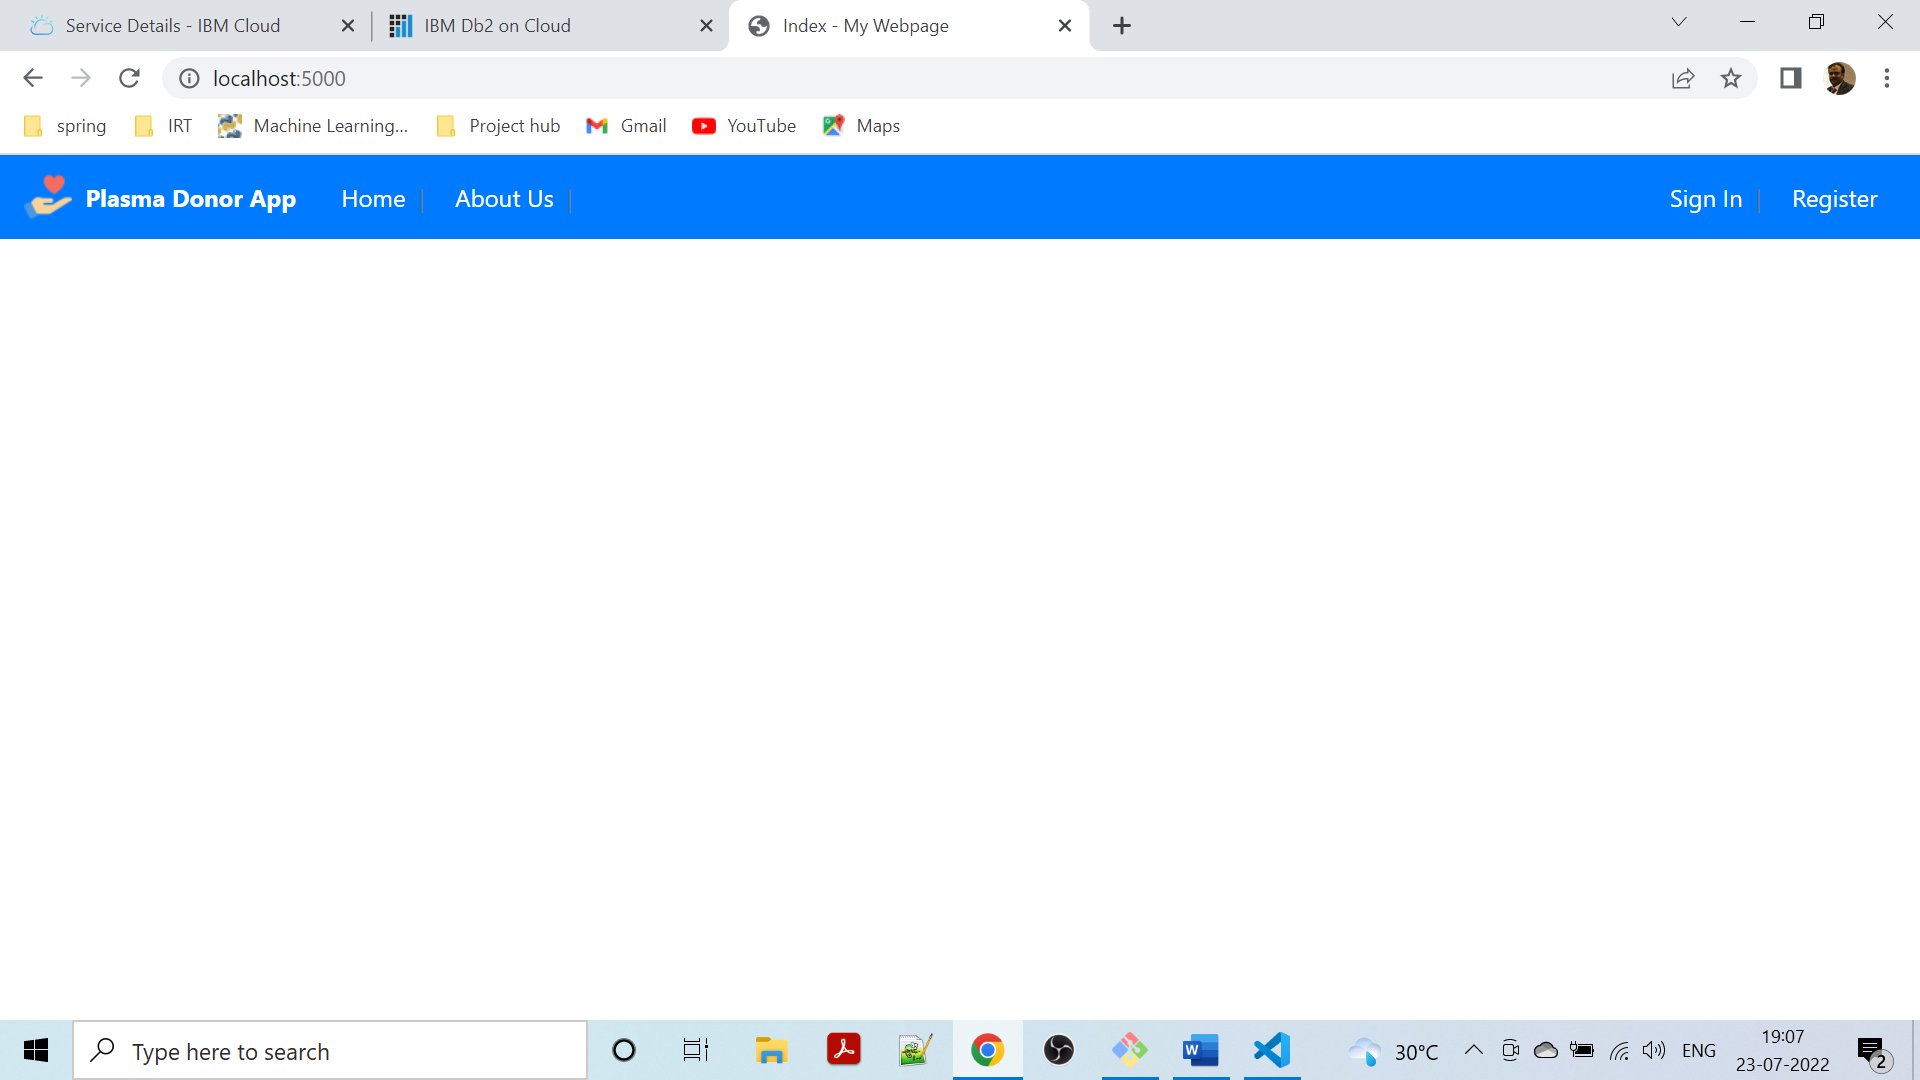 Service Details - IBM Cloud
IBM Db2 on Cloud
Index - My Webpage
localhost:5000
spring
IRT
Machine Learning...
Project hub
Gmail
YouTube
Maps
Plasma Donor App
Home
About Us
Sign In
Register
Type here to search
30°C
ENG
19:07
23-07-2022
2